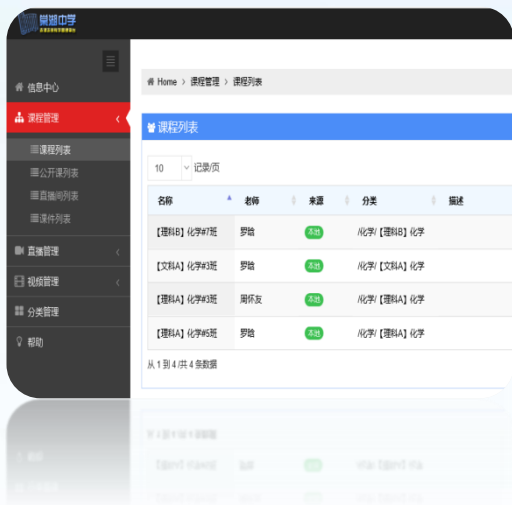 巢湖中学
信息中心
课程管理
课程列表
公开课列表
直播间列表
课件列表
直播管理
视频管理
分类管理
帮助
Home > 课程管理 > 课程列表
课程列表
10 记录/页
名称 老师 来源 分类 描述
【理科B】化学#7班 罗晗 本地 /化学/【理科B】化学
【文科A】化学#3班 罗晗 本地 /化学/【文科A】化学
【理科A】化学#3班 周怀友 本地 /化学/【理科A】化学
【理科A】化学#5班 罗晗 本地 /化学/【理科A】化学
从 1 到 4 /共 4 条数据